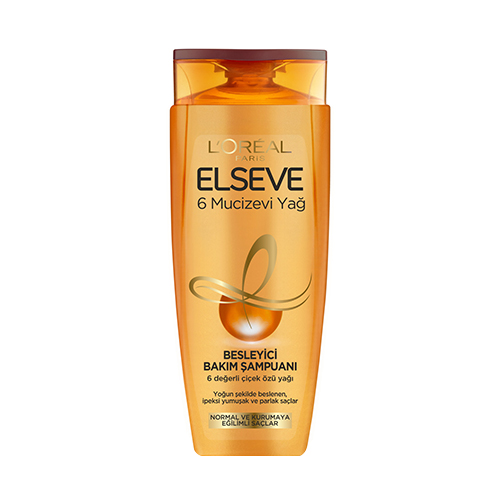 L'ORÉAL
PARIS
ELSEVE
6 Mucizevi Yağ
BESLEYİCİ
BAKIM ŞAMPUANI
6 değerli çiçek özü yağı
Yoğun şekilde beslenen,
ipeksi yumuşak ve parlak saçlar
NORMAL VE KURUMAYA
EĞİLİMLİ SAÇLAR